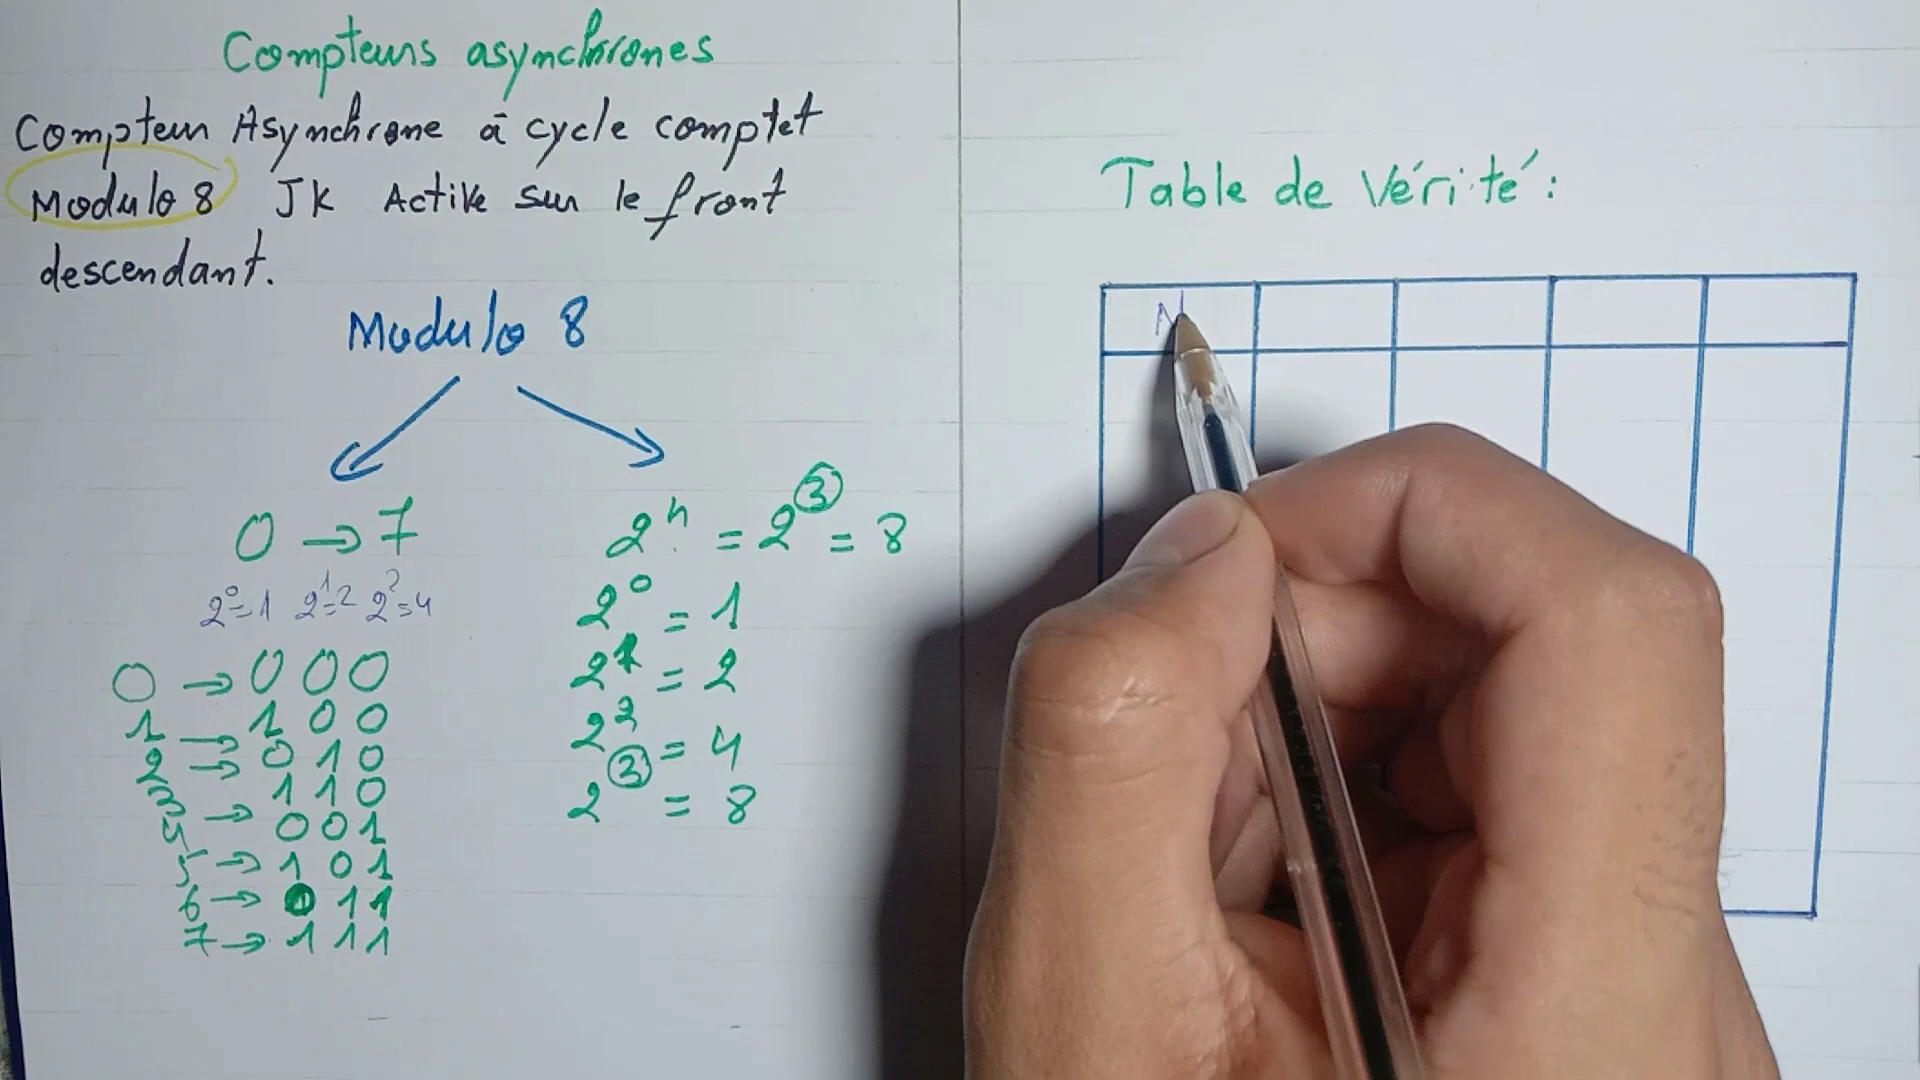 Compteurs asynchrones
Compteur Asynchrone à cycle complet
Modulo 8 JK Active sur le front
descendant.
Modulo 8
0 → 7
2⁰=1 2¹=2 2²=4
0 → 0 0 0
1 → 1 0 0
2 → 0 1 0
3 → 1 1 0
4 → 0 0 1
5 → 1 0 1
6 → 0 1 1
7 → 1 1 1
2ⁿ = 2³ = 8
2⁰ = 1
2¹ = 2
2² = 4
2³ = 8
Table de Vérité :
N